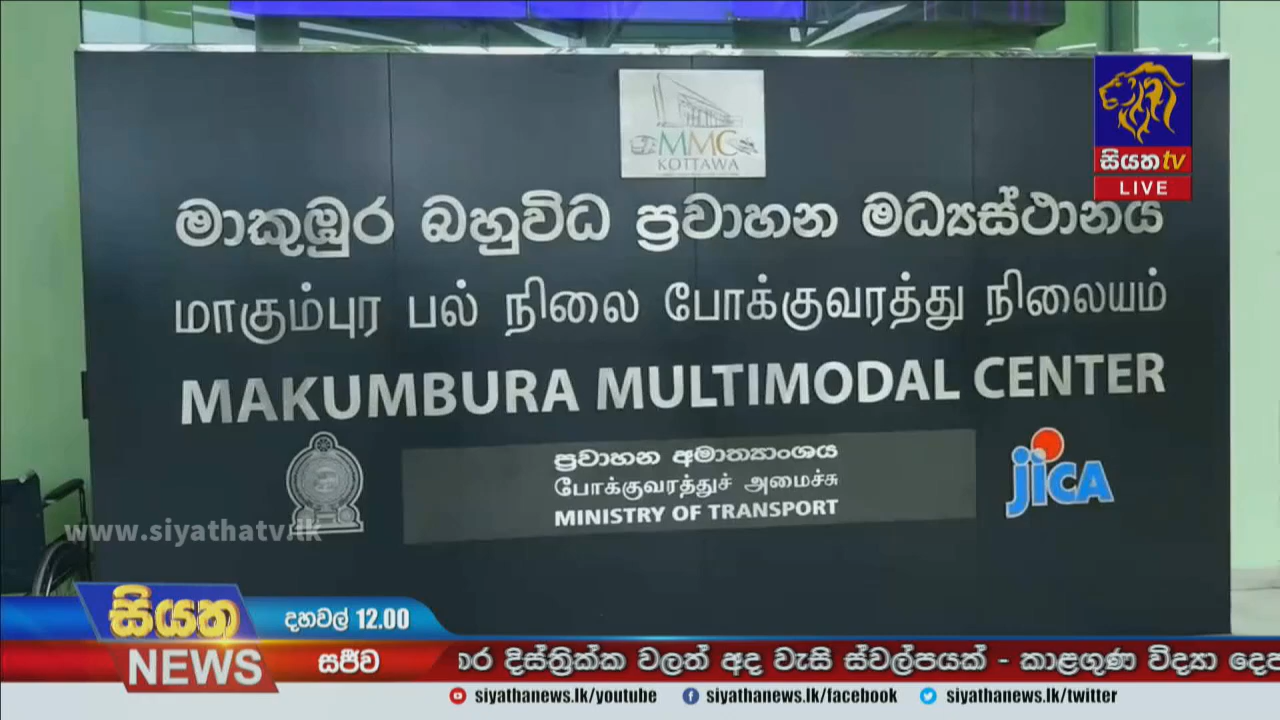 MMC
KOTTAWA
සියත tv
LIVE
මාකුඹුර බහුවිධ ප්‍රවාහන මධ්‍යස්ථානය
மாகும்புர பல் நிலை போக்குவரத்து நிலையம்
MAKUMBURA MULTIMODAL CENTER
ප්‍රවාහන අමාත්‍යාංශය
போக்குவரத்துச் அமைச்சு
MINISTRY OF TRANSPORT
JICA
www.siyathatv.lk
සියත
NEWS
දහවල් 12.00
සජීව
දිස්ත්‍රික්ක වලත් අද වැසි ස්වල්පයක් - කාළගුණ විද්‍යා
siyathanews.lk/youtube
siyathanews.lk/facebook
siyathanews.lk/twitter